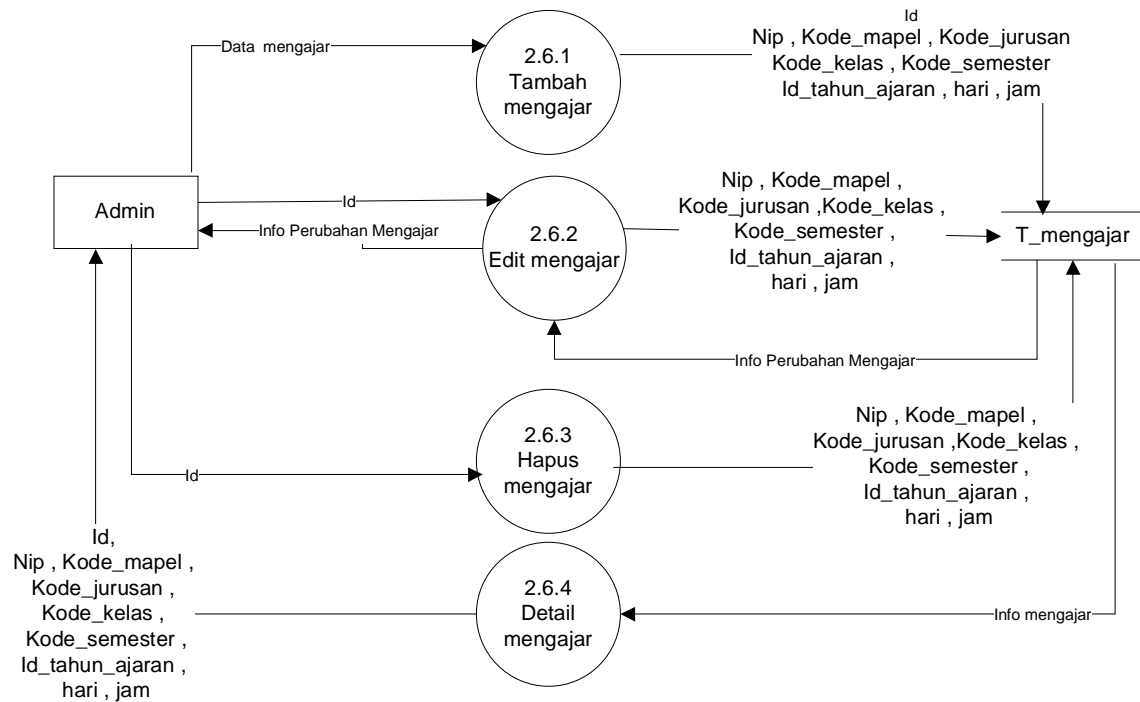 Id
Nip , Kode_mapel , Kode_jurusan
Kode_kelas , Kode_semester
Id_tahun_ajaran , hari , jam
Data mengajar
2.6.1
Tambah
mengajar
Admin
Id
Info Perubahan Mengajar
2.6.2
Edit mengajar
Nip , Kode_mapel ,
Kode_jurusan ,Kode_kelas ,
Kode_semester ,
Id_tahun_ajaran ,
hari , jam
T_mengajar
Info Perubahan Mengajar
Id
2.6.3
Hapus
mengajar
Nip , Kode_mapel ,
Kode_jurusan ,Kode_kelas ,
Kode_semester ,
Id_tahun_ajaran ,
hari , jam
Id,
Nip , Kode_mapel ,
Kode_jurusan ,
Kode_kelas ,
Kode_semester ,
Id_tahun_ajaran ,
hari , jam
2.6.4
Detail
mengajar
Info mengajar